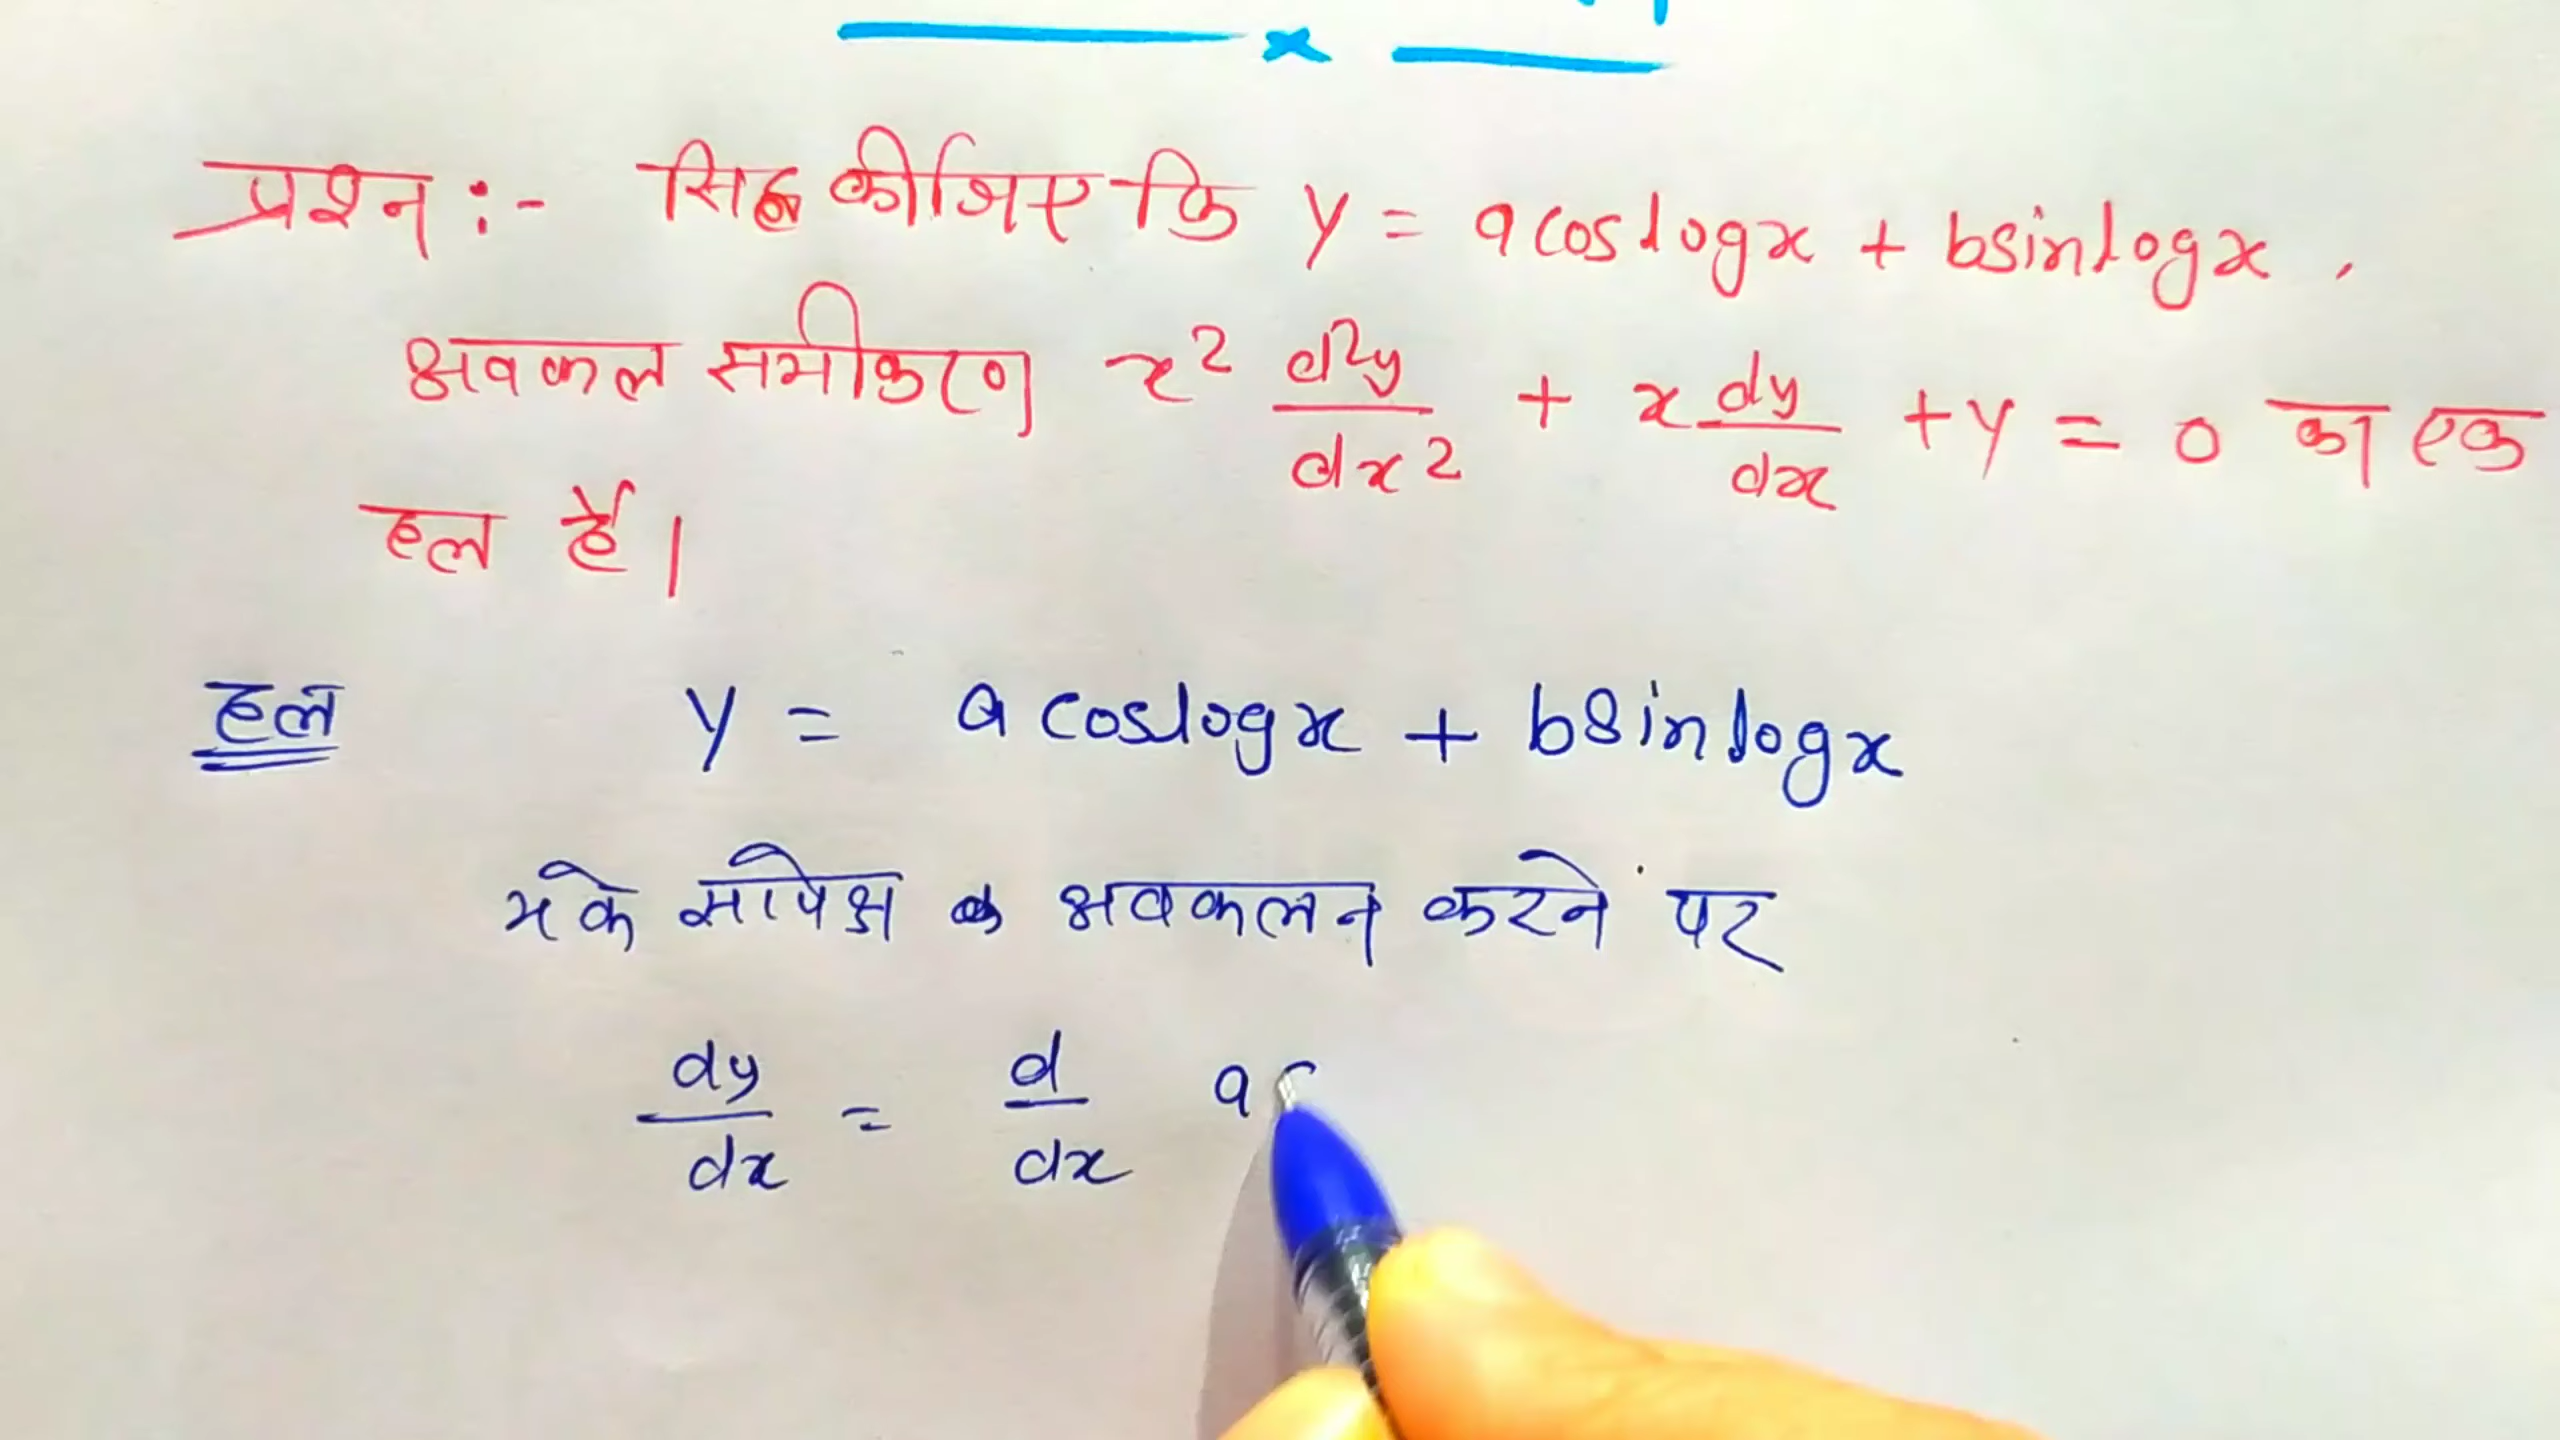 प्रश्न :- सिद्ध कीजिए कि y = a cos log x + b sin log x ,
अवकल समीकरण x² d²y/dx² + x dy/dx + y = 0 का एक
हल है।
हल y = a cos log x + b sin log x
x के सापेक्ष अवकलन करने पर
dy/dx = d/dx a